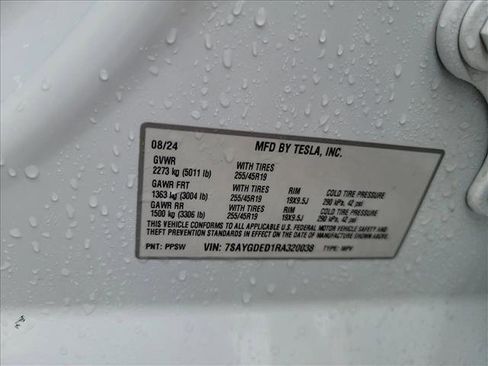 08/24 MFD BY TESLA, INC.
GVWR WITH TIRES
2273 kg (5011 lb) 255/45R19
GAWR FRT WITH TIRES RIM COLD TIRE PRESSURE
1363 kg (3004 lb) 255/45R19 19X9.5J 290 kPa, 42 psi
GAWR RR WITH TIRES RIM COLD TIRE PRESSURE
1500 kg (3306 lb) 255/45R19 19X9.5J 290 kPa, 42 psi
THIS VEHICLE CONFORMS TO ALL APPLICABLE U.S. FEDERAL MOTOR VEHICLE SAFETY AND
THEFT PREVENTION STANDARDS IN EFFECT ON THE DATE OF MANUFACTURE SHOWN ABOVE.
PNT: PPSW VIN: 7SAYGDED1RA320038 TYPE: MPV